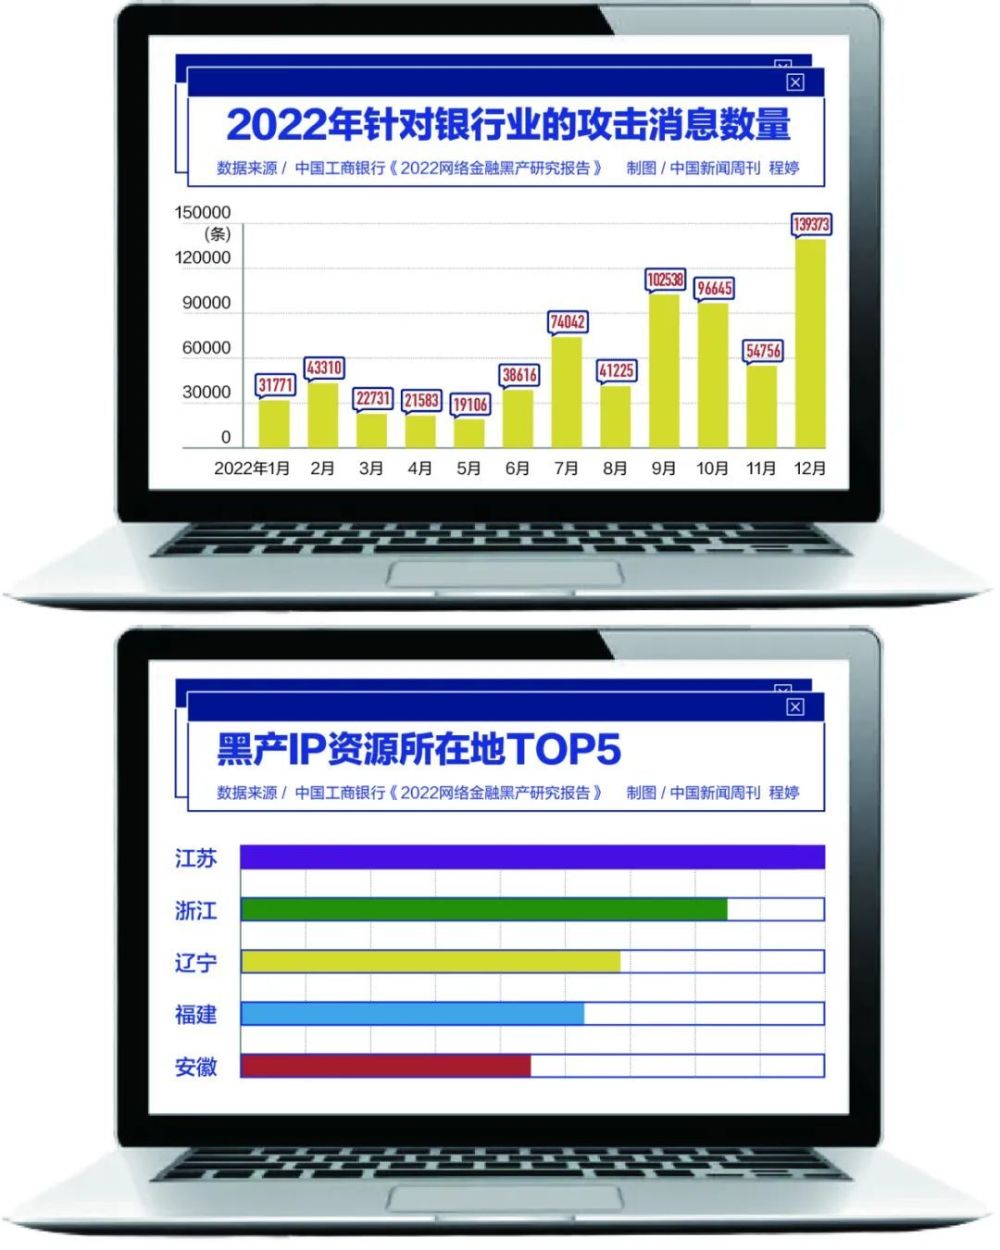 2022年针对银行业的攻击消息数量
数据来源 / 中国工商银行《2022网络金融黑产研究报告》 制图 / 中国新闻周刊 程婷
150000
(条)
120000
90000
60000
30000
0
31771
43310
22731
21583
19106
38616
74042
41225
102538
96645
54756
139373
2022年1月 2月 3月 4月 5月 6月 7月 8月 9月 10月 11月 12月
黑产IP资源所在地TOP5
数据来源 / 中国工商银行《2022网络金融黑产研究报告》 制图 / 中国新闻周刊 程婷
江苏
浙江
辽宁
福建
安徽